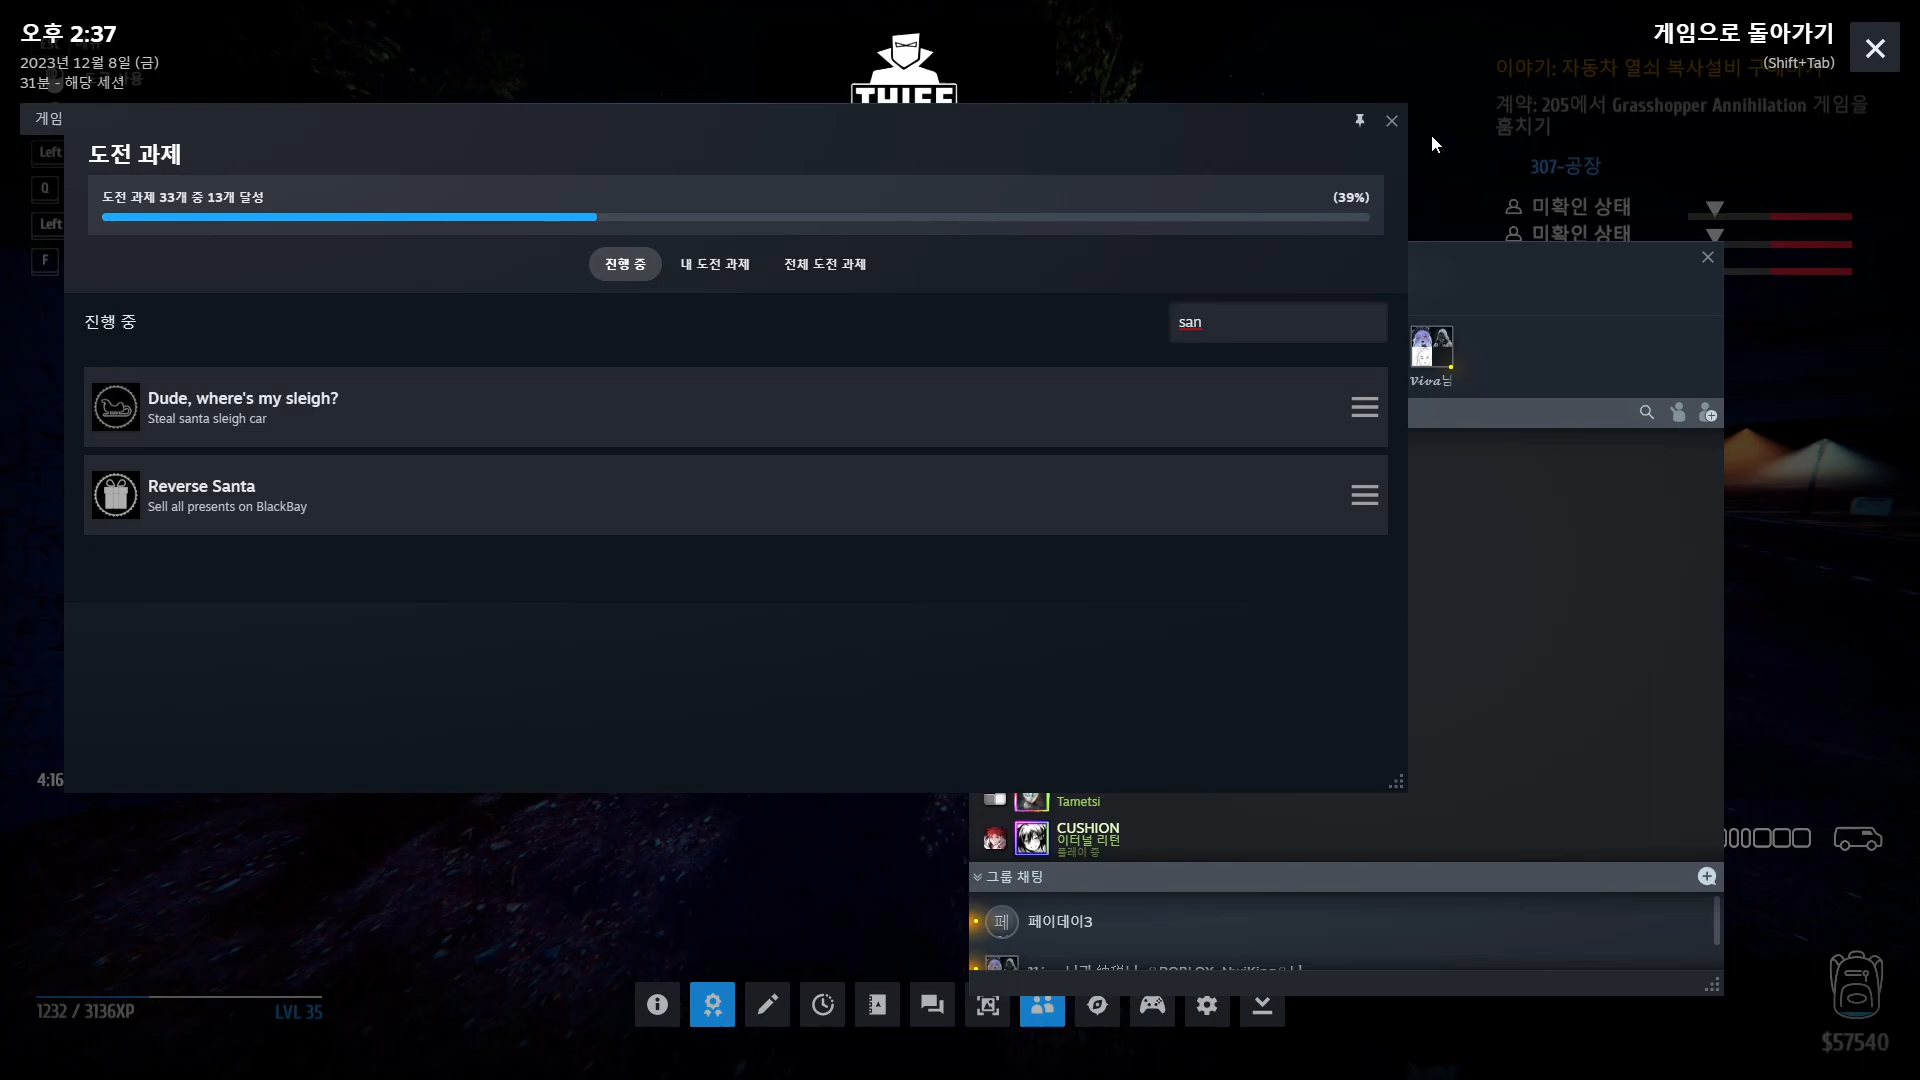 오후 2:37
2023년 12월 8일 (금)
31분 - 해당 세션
게임
THIEF
게임으로 돌아가기
(Shift+Tab)
이야기: 자동차 열쇠 복사설비 구매하기
계약: 205에서 Grasshopper Annihilation 게임을
훔치기
307-공장
미확인 상태
미확인 상태
Left
Q
Left
F
도전 과제
도전 과제 33개 중 13개 달성
(39%)
진행 중
내 도전 과제
전체 도전 과제
진행 중
san
Dude, where's my sleigh?
Steal santa sleigh car
Reverse Santa
Sell all presents on BlackBay
Viva님
4:16
Tametsi
CUSHION
이터널 리턴
플레이 중
그룹 채팅
페
페이데이3
1232 / 3136XP
LVL 35
$57540